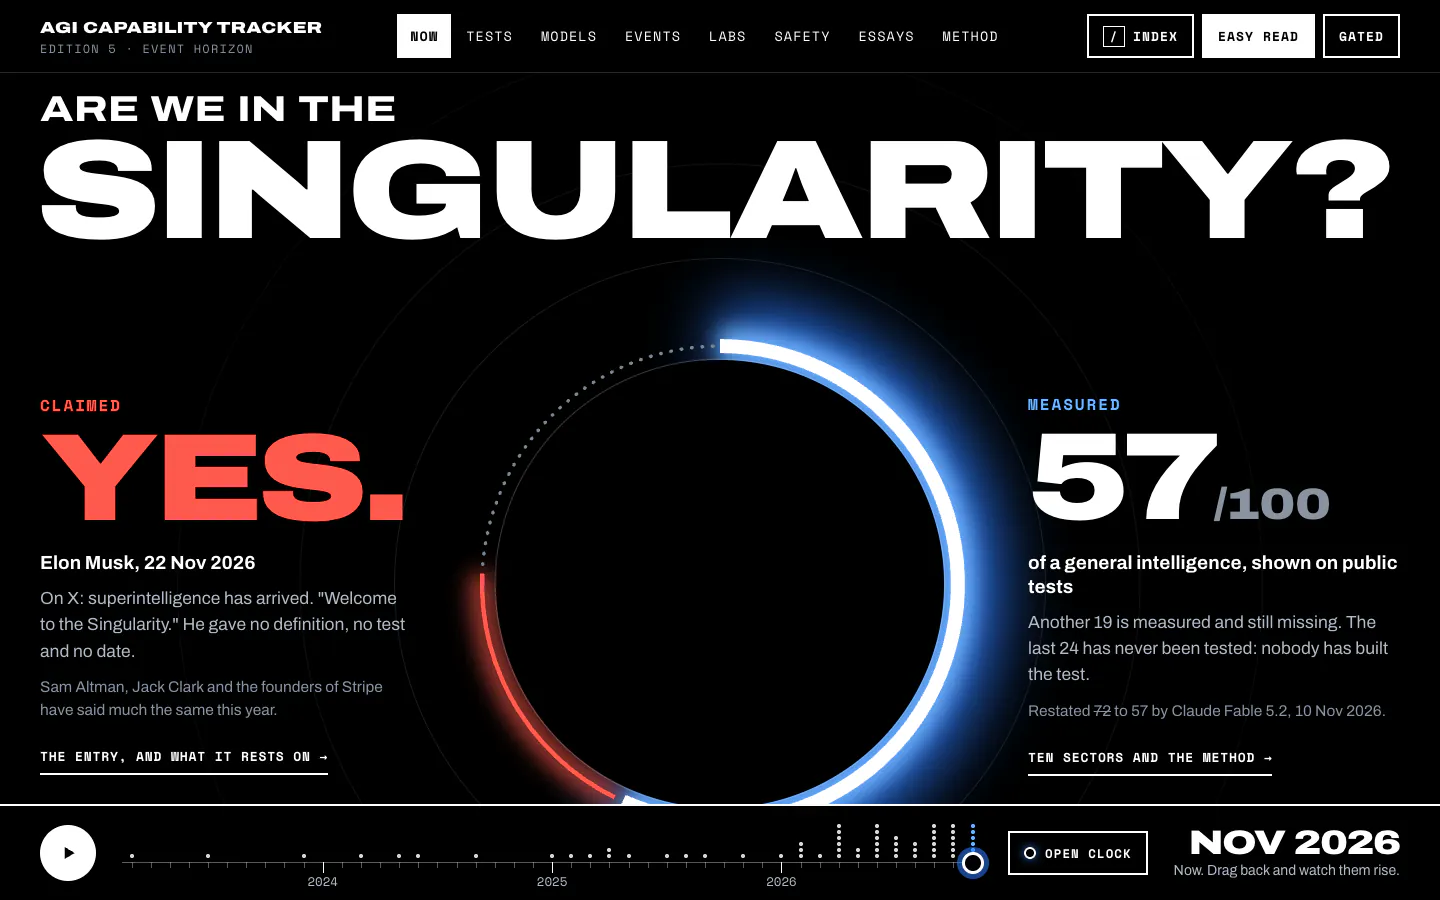 AGI CAPABILITY TRACKER
EDITION 5 · EVENT HORIZON
NOW TESTS MODELS EVENTS LABS SAFETY ESSAYS METHOD
/ INDEX
EASY READ
GATED
ARE WE IN THE
SINGULARITY?
CLAIMED
YES.
Elon Musk, 22 Nov 2026
On X: superintelligence has arrived. "Welcome
to the Singularity." He gave no definition, no test
and no date.
Sam Altman, Jack Clark and the founders of Stripe
have said much the same this year.
THE ENTRY, AND WHAT IT RESTS ON →
MEASURED
57/100
of a general intelligence, shown on public
tests
Another 19 is measured and still missing. The
last 24 has never been tested: nobody has built
the test.
Restated 72 to 57 by Claude Fable 5.2, 10 Nov 2026.
TEN SECTORS AND THE METHOD →
2024
2025
2026
OPEN CLOCK
NOV 2026
Now. Drag back and watch them rise.